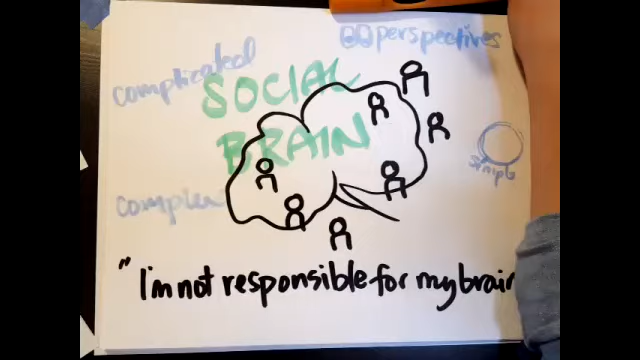 perspectives
complicated
SOCIAL
BRAIN
simple
complex
"I'm not responsible for my brain